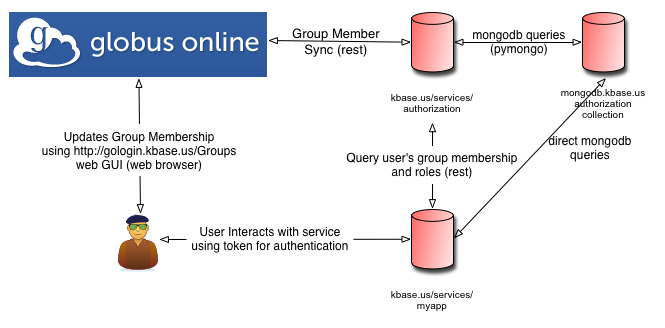 g
globus online
Group Member
Sync (rest)
mongodb queries
(pymongo)
kbase.us/services/
authorization
mongodb.kbase.us
authorization
collection
Updates Group Membership
using http://gologin.kbase.us/Groups
web GUI (web browser)
Query user's group membership
and roles (rest)
direct mongodb
queries
User Interacts with service
using token for authentication
kbase.us/services/
myapp